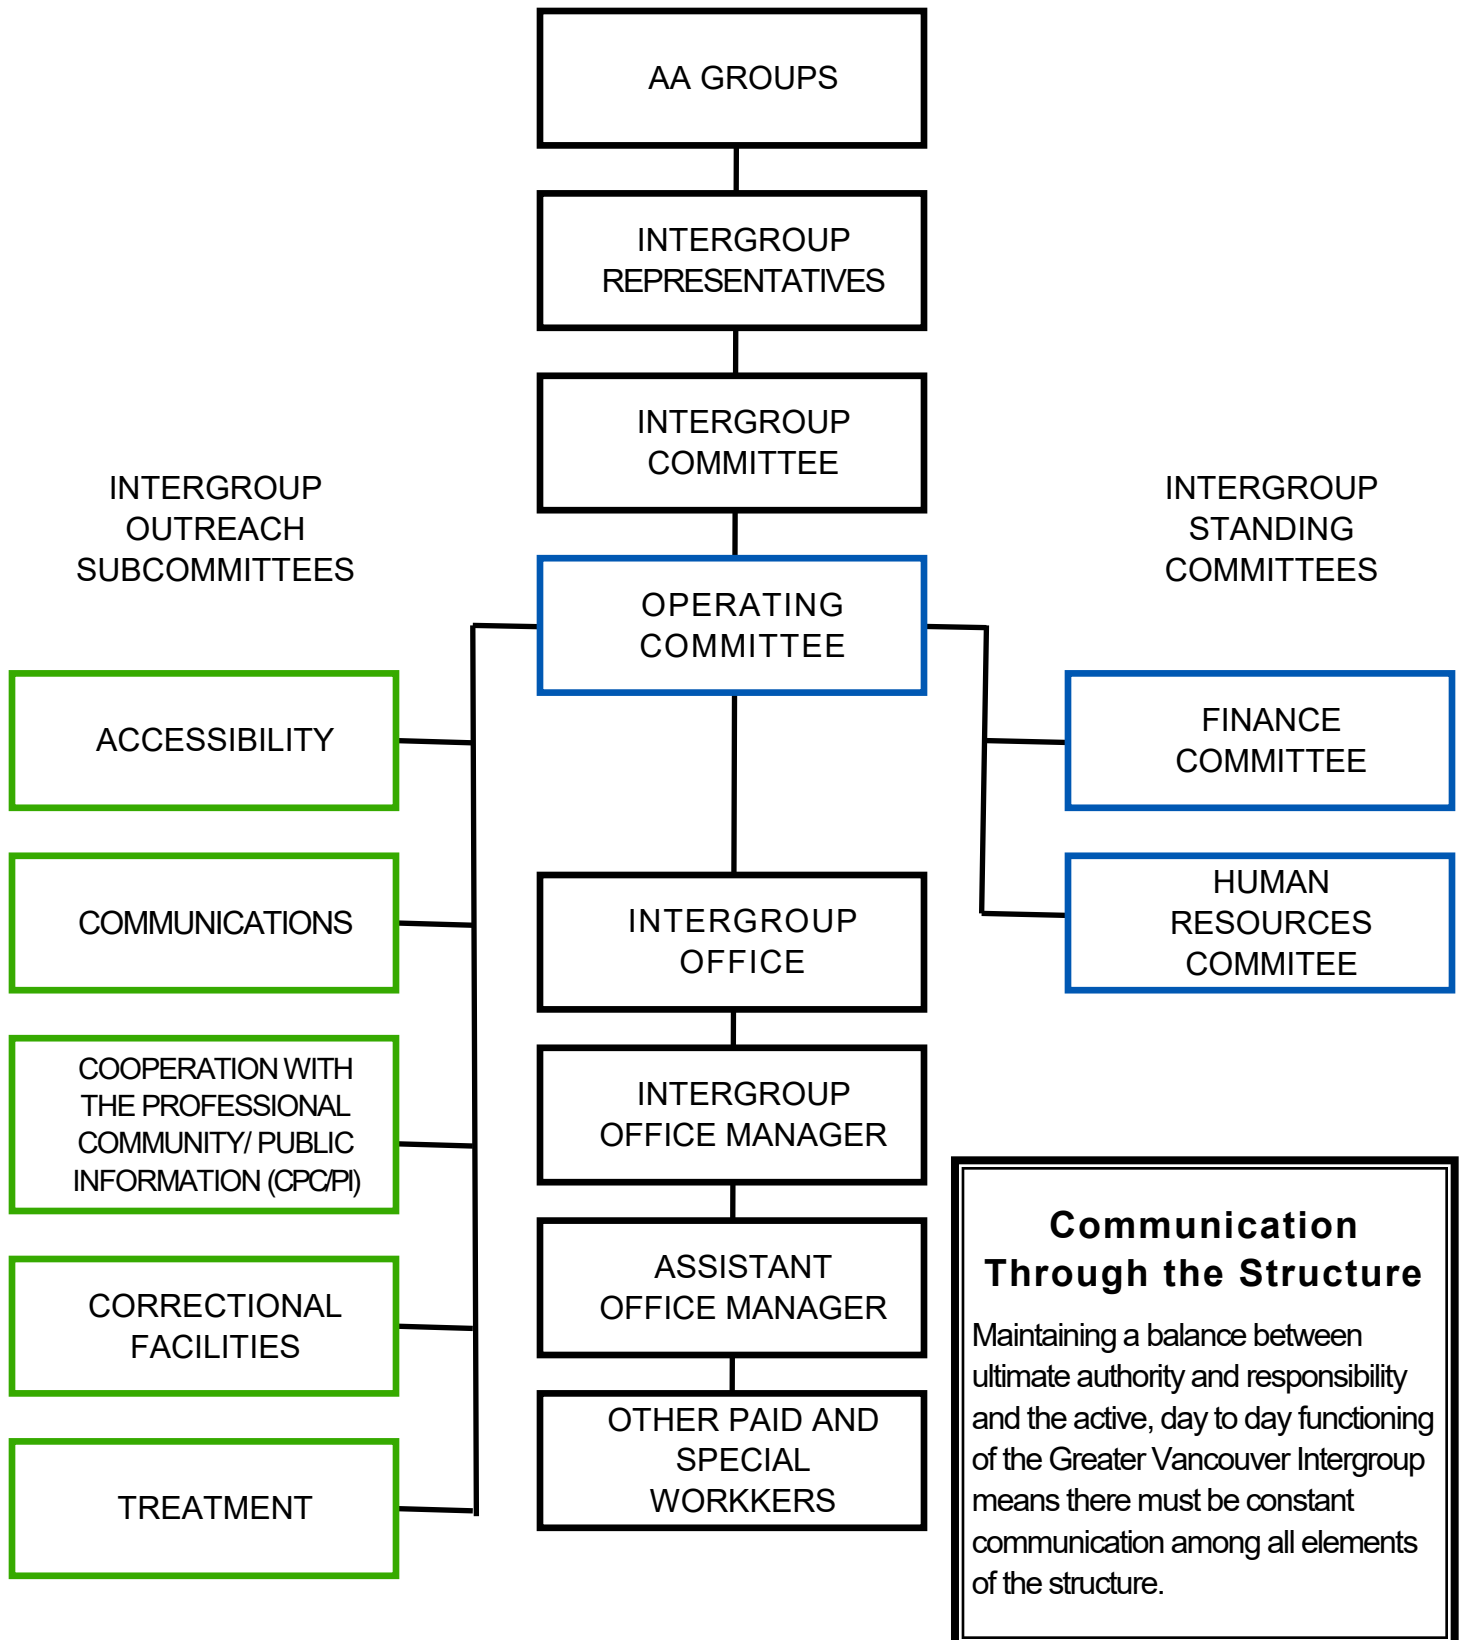 AA GROUPS
INTERGROUP
REPRESENTATIVES
INTERGROUP
COMMITTEE
INTERGROUP
OUTREACH
SUBCOMMITTEES
INTERGROUP
STANDING
COMMITTEES
OPERATING
COMMITTEE
ACCESSIBILITY
COMMUNICATIONS
COOPERATION WITH
THE PROFESSIONAL
COMMUNITY/ PUBLIC
INFORMATION (CPC/PI)
CORRECTIONAL
FACILITIES
TREATMENT
FINANCE
COMMITTEE
HUMAN
RESOURCES
COMMITEE
INTERGROUP
OFFICE
INTERGROUP
OFFICE MANAGER
ASSISTANT
OFFICE MANAGER
OTHER PAID AND
SPECIAL
WORKKERS
Communication
Through the Structure
Maintaining a balance between
ultimate authority and responsibility
and the active, day to day functioning
of the Greater Vancouver Intergroup
means there must be constant
communication among all elements
of the structure.